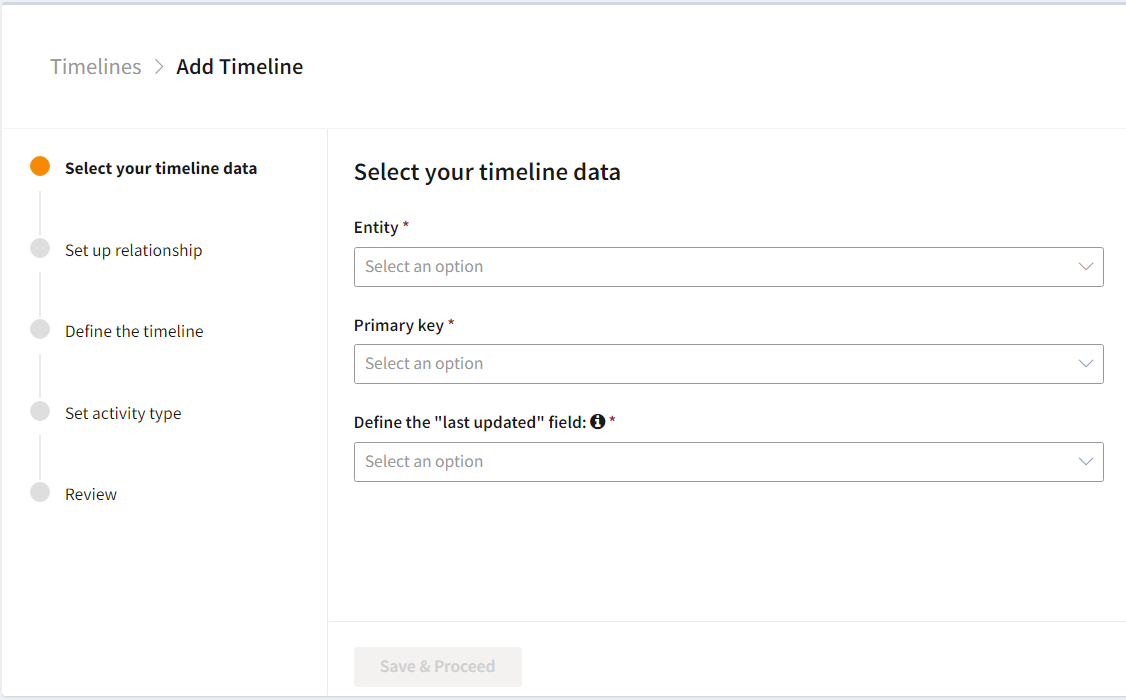 Timelines > Add Timeline
Select your timeline data
Set up relationship
Define the timeline
Set activity type
Review
Select your timeline data
Entity *
Select an option
Primary key *
Select an option
Define the "last updated" field: *
Select an option
Save & Proceed